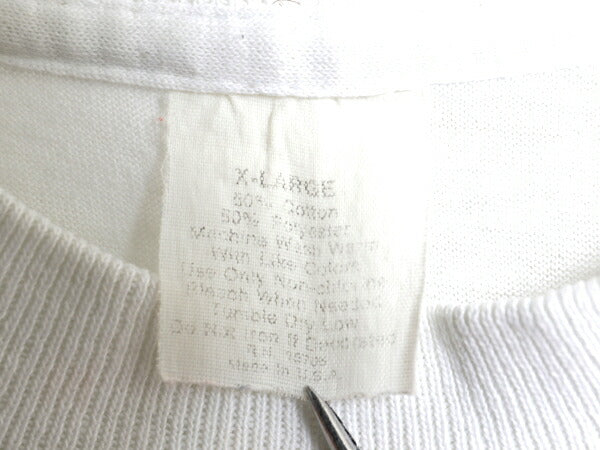 X-LARGE
50% Cotton
50% Polyester
Machine Wash Warm
With Like Colors
Use Only Non-chlorine
Bleach When Needed
Tumble Dry Low
Do Not Iron If Decorated
R.N.
Made In U.S.A.